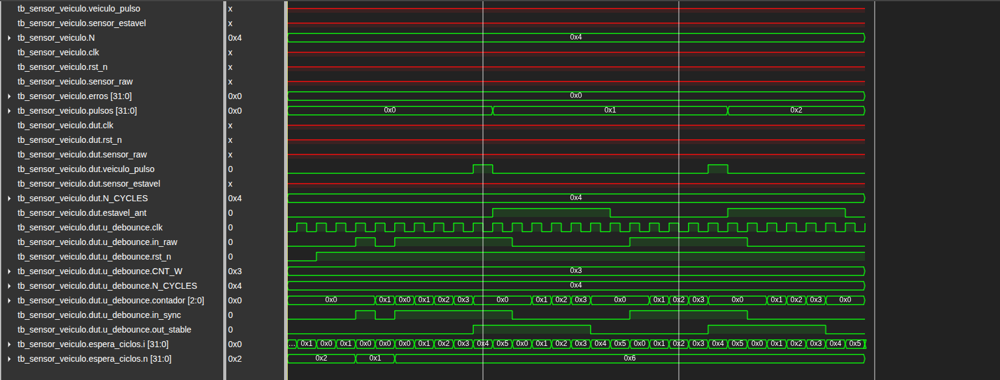 tb_sensor_veiculo.veiculo_pulso x
tb_sensor_veiculo.sensor_estavel x
tb_sensor_veiculo.N 0x4 0x4
tb_sensor_veiculo.clk x
tb_sensor_veiculo.rst_n x
tb_sensor_veiculo.sensor_raw x
tb_sensor_veiculo.erros [31:0] 0x0 0x0
tb_sensor_veiculo.pulsos [31:0] 0x0 0x0 0x1 0x2
tb_sensor_veiculo.dut.clk x
tb_sensor_veiculo.dut.rst_n x
tb_sensor_veiculo.dut.sensor_raw x
tb_sensor_veiculo.dut.veiculo_pulso 0
tb_sensor_veiculo.dut.sensor_estavel x
tb_sensor_veiculo.dut.N_CYCLES 0x4 0x4
tb_sensor_veiculo.dut.estavel_ant 0
tb_sensor_veiculo.dut.u_debounce.clk 0
tb_sensor_veiculo.dut.u_debounce.in_raw 0
tb_sensor_veiculo.dut.u_debounce.rst_n 0
tb_sensor_veiculo.dut.u_debounce.CNT_W 0x3 0x3
tb_sensor_veiculo.dut.u_debounce.N_CYCLES 0x4 0x4
tb_sensor_veiculo.dut.u_debounce.contador [2:0] 0x0 0x0 0x1 0x0 0x1 0x2 0x3 0x0 0x1 0x2 0x3 0x0 0x1 0x2 0x3 0x0 0x1 0x2 0x3 0x0
tb_sensor_veiculo.dut.u_debounce.in_sync 0
tb_sensor_veiculo.dut.u_debounce.out_stable 0
tb_sensor_veiculo.espera_ciclos.i [31:0] 0x0 ... 0x1 0x0 0x1 0x0 0x0 0x0 0x1 0x2 0x3 0x4 0x5 0x0 0x1 0x2 0x3 0x4 0x5 0x0 0x1 0x2 0x3 0x4 0x5 0x0 0x1 0x2 0x3 0x4 0x5
tb_sensor_veiculo.espera_ciclos.n [31:0] 0x2 0x2 0x1 0x6